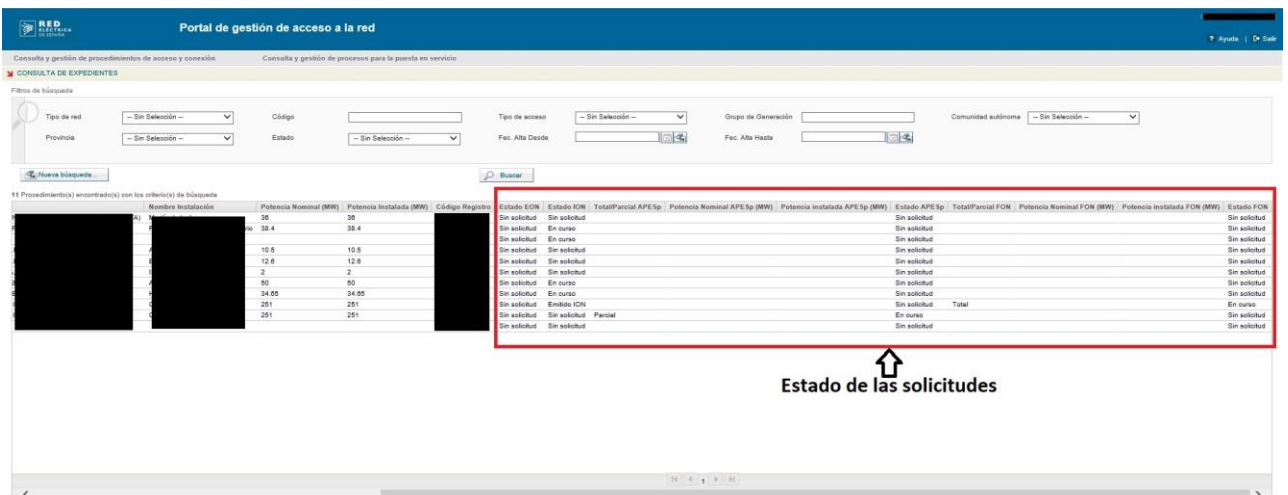 RED
ELÉCTRICA
DE ESPAÑA
Portal de gestión de acceso a la red
? Ayuda | Salir
Consulta y gestión de procedimientos de acceso y conexión Consulta y gestión de procesos para la puesta en servicio
CONSULTA DE EXPEDIENTES
Filtros de búsqueda
Tipo de red -- Sin Selección -- Código Tipo de acceso -- Sin Selección -- Grupo de Generación Comunidad autónoma -- Sin Selección --
Provincia -- Sin Selección -- Estado -- Sin Selección -- Fec. Alta Desde Fec. Alta Hasta
Nueva búsqueda... Buscar
11 Procedimiento(s) encontrado(s) con los criterio(s) de búsqueda
Nombre Instalación Potencia Nominal (MW) Potencia Instalada (MW) Código Registro Estado EON Estado ION Total/Parcial APESp Potencia Nominal APESp (MW) Potencia instalada APESp (MW) Estado APESp Total/Parcial FON Potencia Nominal FON (MW) Potencia instalada FON (MW) Estado FON
36 36 Sin solicitud Sin solicitud Sin solicitud Sin solicitud
38.4 38.4 Sin solicitud En curso Sin solicitud Sin solicitud
Sin solicitud En curso Sin solicitud Sin solicitud
10.5 10.5 Sin solicitud Sin solicitud Sin solicitud Sin solicitud
12.6 12.6 Sin solicitud Sin solicitud Sin solicitud Sin solicitud
2 2 Sin solicitud Sin solicitud Sin solicitud Sin solicitud
50 50 Sin solicitud En curso Sin solicitud Sin solicitud
34.65 34.65 Sin solicitud En curso Sin solicitud Sin solicitud
251 251 Sin solicitud Emitido ION Sin solicitud Total En curso
251 251 Sin solicitud Sin solicitud Parcial En curso Sin solicitud
Sin solicitud Sin solicitud Sin solicitud Sin solicitud
Estado de las solicitudes
1